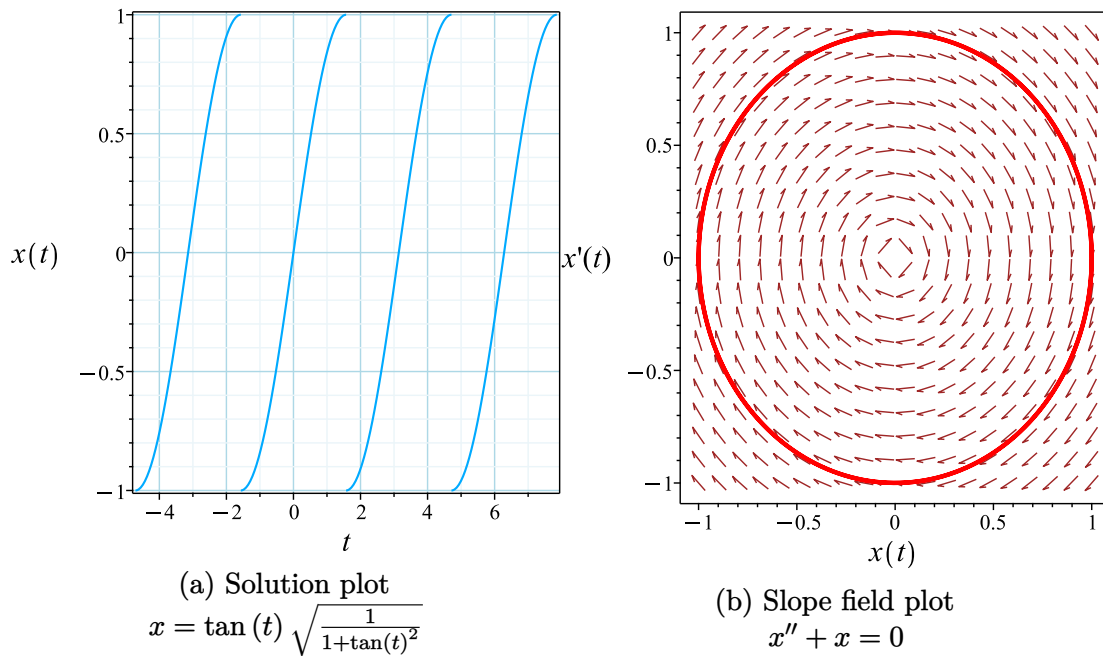 1
0.5
0
−0.5
−1
x(t)
−4 −2 0 2 4 6
t
(a) Solution plot
x = tan (t) √(1/(1+tan(t)²))
1
0.5
0
−0.5
−1
x'(t)
−1 −0.5 0 0.5 1
x(t)
(b) Slope field plot
x′′ + x = 0